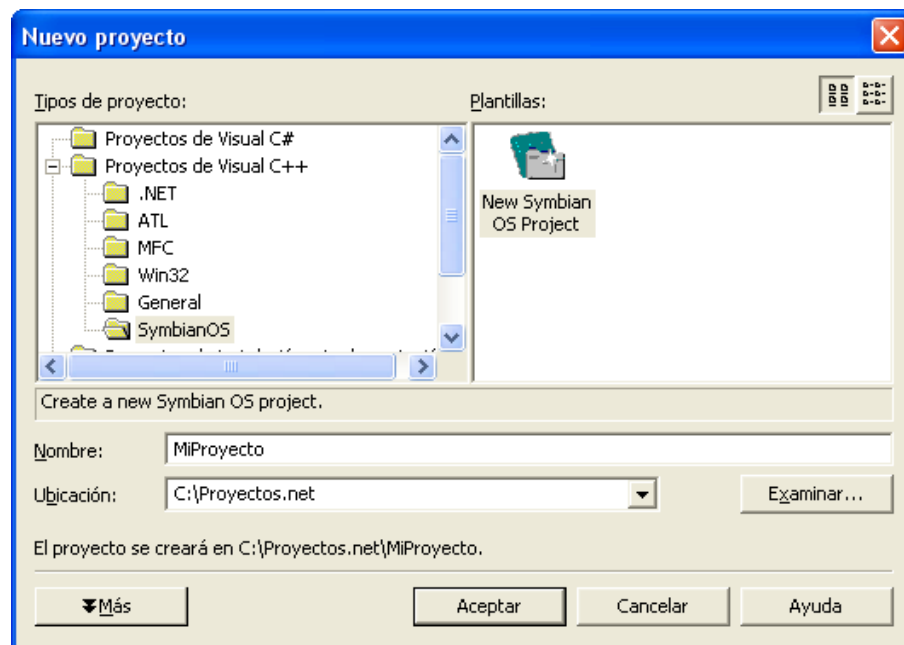 Nuevo proyecto
Tipos de proyecto:
Plantillas:
Proyectos de Visual C#
Proyectos de Visual C++
.NET
ATL
MFC
Win32
General
SymbianOS
New Symbian
OS Project
Create a new Symbian OS project.
Nombre:
MiProyecto
Ubicación:
C:\Proyectos.net
Examinar...
El proyecto se creará en C:\Proyectos.net\MiProyecto.
Más
Aceptar
Cancelar
Ayuda